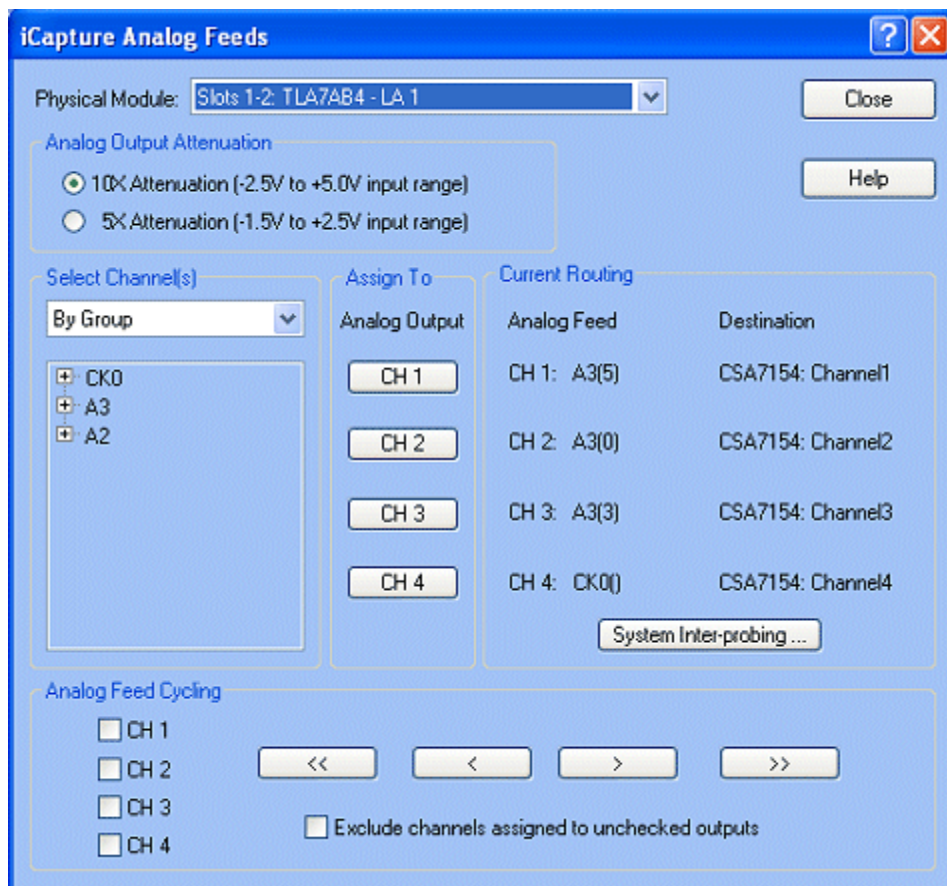 iCapture Analog Feeds
Physical Module: Slots 1-2: TLA7AB4 - LA 1
Close
Analog Output Attenuation
10X Attenuation (-2.5V to +5.0V input range)
5X Attenuation (-1.5V to +2.5V input range)
Help
Select Channel(s)
By Group
CK0
A3
A2
Assign To
Analog Output
CH 1
CH 2
CH 3
CH 4
Current Routing
Analog Feed Destination
CH 1: A3(5) CSA7154: Channel1
CH 2: A3(0) CSA7154: Channel2
CH 3: A3(3) CSA7154: Channel3
CH 4: CK0() CSA7154: Channel4
System Inter-probing ...
Analog Feed Cycling
CH 1
CH 2
CH 3
CH 4
<< < > >>
Exclude channels assigned to unchecked outputs